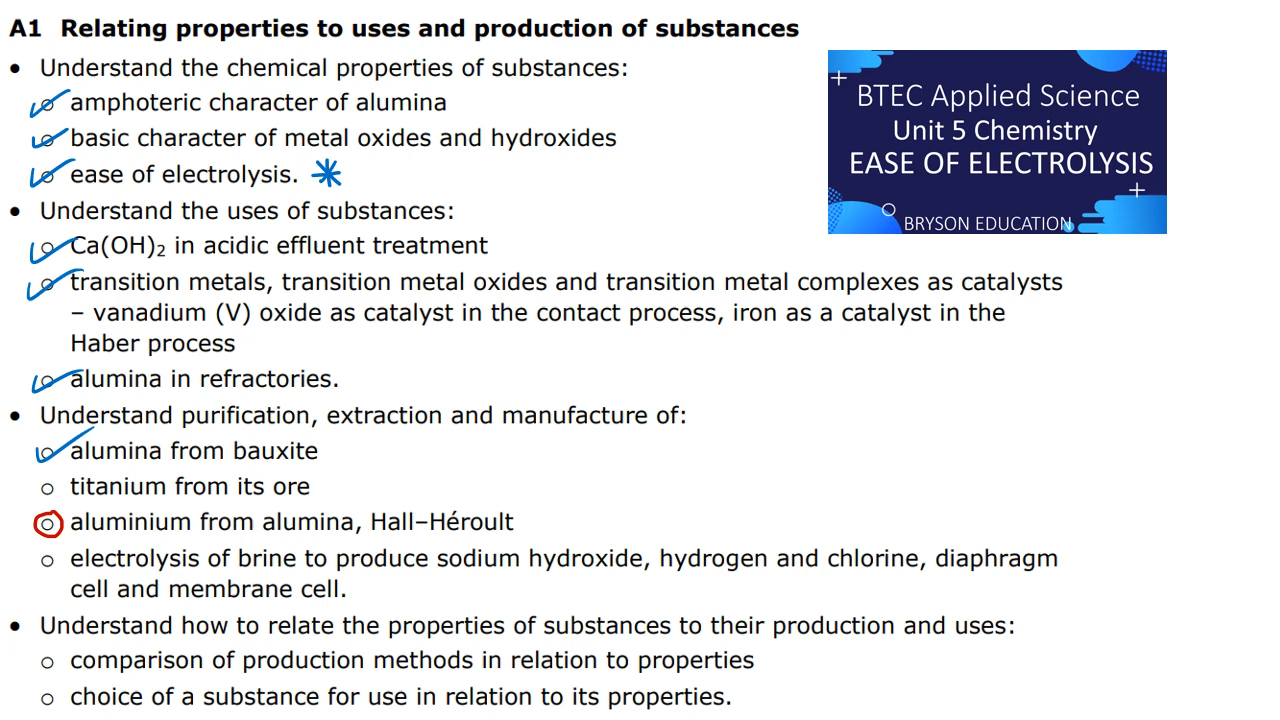 A1 Relating properties to uses and production of substances
• Understand the chemical properties of substances:
o amphoteric character of alumina
o basic character of metal oxides and hydroxides
o ease of electrolysis. *
• Understand the uses of substances:
o Ca(OH)₂ in acidic effluent treatment
o transition metals, transition metal oxides and transition metal complexes as catalysts
– vanadium (V) oxide as catalyst in the contact process, iron as a catalyst in the
Haber process
o alumina in refractories.
• Understand purification, extraction and manufacture of:
o alumina from bauxite
o titanium from its ore
o aluminium from alumina, Hall–Héroult
o electrolysis of brine to produce sodium hydroxide, hydrogen and chlorine, diaphragm
cell and membrane cell.
• Understand how to relate the properties of substances to their production and uses:
o comparison of production methods in relation to properties
o choice of a substance for use in relation to its properties.
BTEC Applied Science
Unit 5 Chemistry
EASE OF ELECTROLYSIS
BRYSON EDUCATION